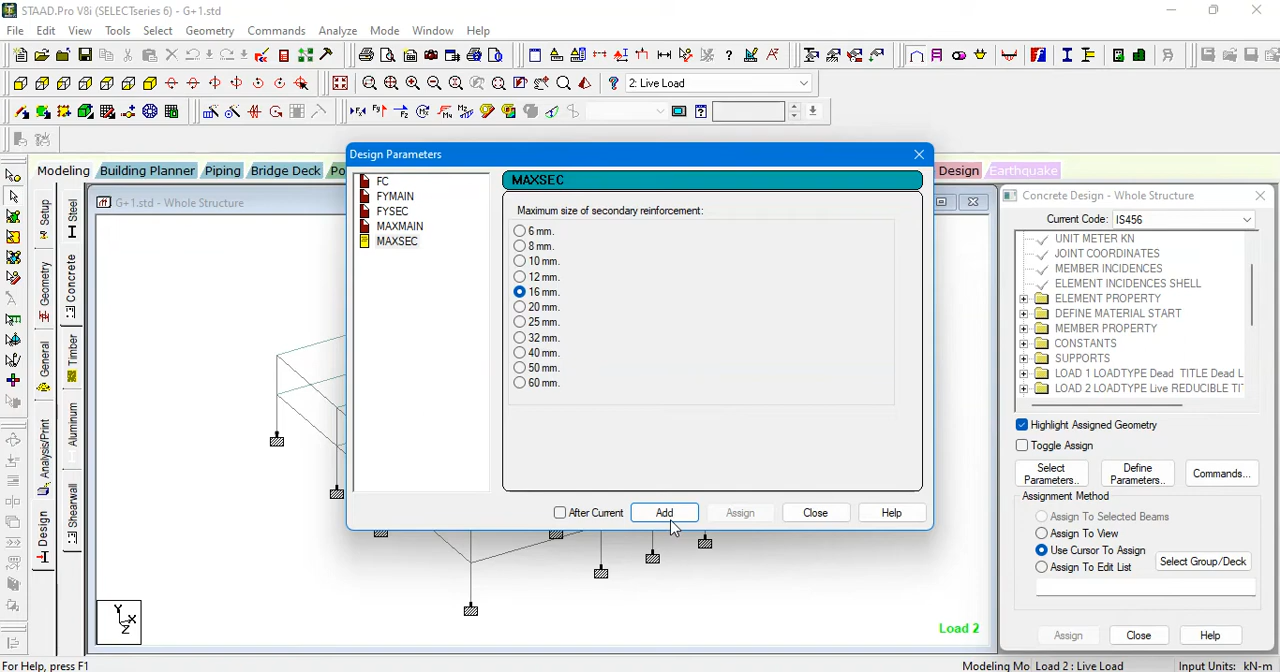 STAAD.Pro V8i (SELECTseries 6) - G+1.std
File Edit View Tools Select Geometry Commands Analyze Mode Window Help
2: Live Load
Modeling Building Planner Piping Bridge Deck Po Design Earthquake
G+1.std - Whole Structure
Setup
Geometry
General
Analysis/Print
Design
Steel
Concrete
Timber
Aluminum
Shearwall
Design Parameters
FC
FYMAIN
FYSEC
MAXMAIN
MAXSEC
MAXSEC
Maximum size of secondary reinforcement:
6 mm.
8 mm.
10 mm.
12 mm.
16 mm.
20 mm.
25 mm.
32 mm.
40 mm.
50 mm.
60 mm.
After Current Add Assign Close Help
Y
X
Z
Load 2
Concrete Design - Whole Structure
Current Code: IS456
UNIT METER KN
JOINT COORDINATES
MEMBER INCIDENCES
ELEMENT INCIDENCES SHELL
ELEMENT PROPERTY
DEFINE MATERIAL START
MEMBER PROPERTY
CONSTANTS
SUPPORTS
LOAD 1 LOADTYPE Dead TITLE Dead L
LOAD 2 LOADTYPE Live REDUCIBLE TI
Highlight Assigned Geometry
Toggle Assign
Select Parameters.. Define Parameters.. Commands...
Assignment Method
Assign To Selected Beams
Assign To View
Use Cursor To Assign
Assign To Edit List
Select Group/Deck
Assign Close Help
For Help, press F1 Modeling Mo Load 2 : Live Load Input Units: kN-m